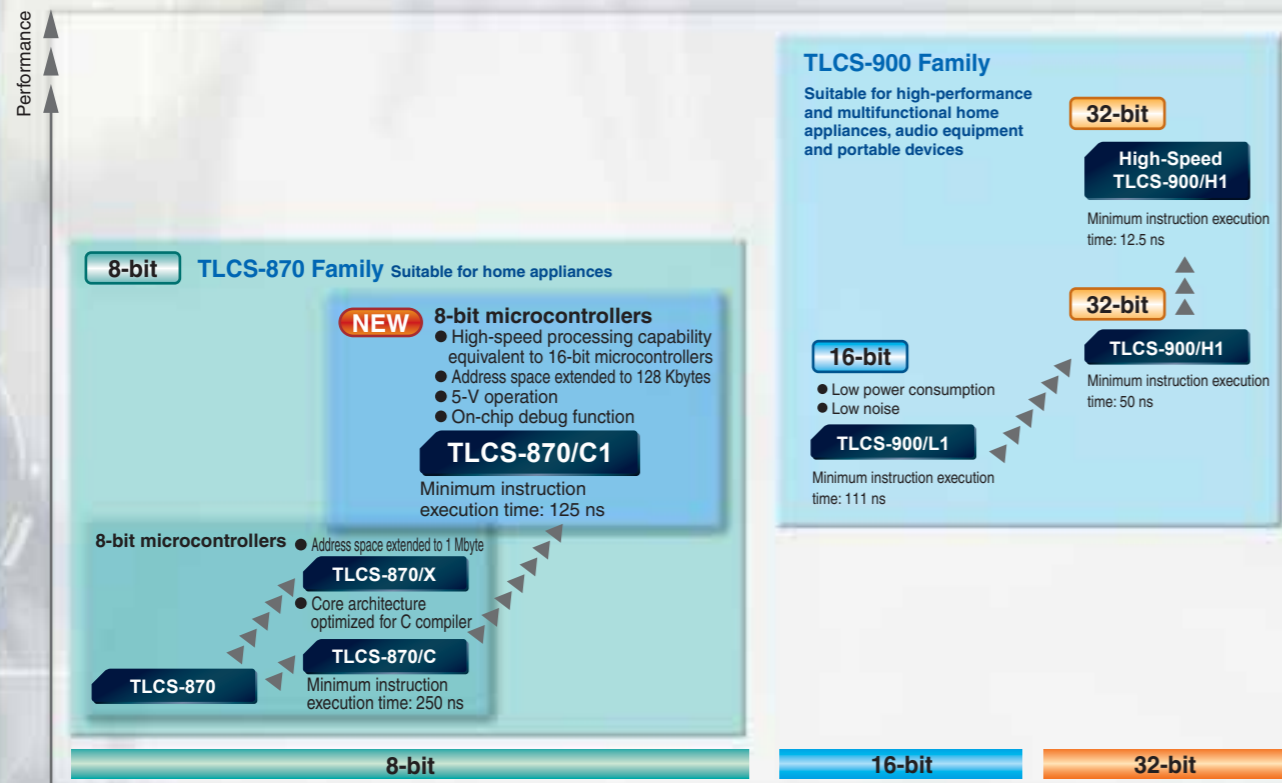 Performance
TLCS-900 Family
Suitable for high-performance
and multifunctional home
appliances, audio equipment
and portable devices
32-bit
High-Speed
TLCS-900/H1
Minimum instruction execution
time: 12.5 ns
32-bit
TLCS-900/H1
Minimum instruction execution
time: 50 ns
16-bit
● Low power consumption
● Low noise
TLCS-900/L1
Minimum instruction execution
time: 111 ns
8-bit
TLCS-870 Family Suitable for home appliances
NEW
8-bit microcontrollers
● High-speed processing capability
equivalent to 16-bit microcontrollers
● Address space extended to 128 Kbytes
● 5-V operation
● On-chip debug function
TLCS-870/C1
Minimum instruction
execution time: 125 ns
8-bit microcontrollers
● Address space extended to 1 Mbyte
TLCS-870/X
● Core architecture
optimized for C compiler
TLCS-870/C
Minimum instruction
execution time: 250 ns
TLCS-870
8-bit
16-bit
32-bit